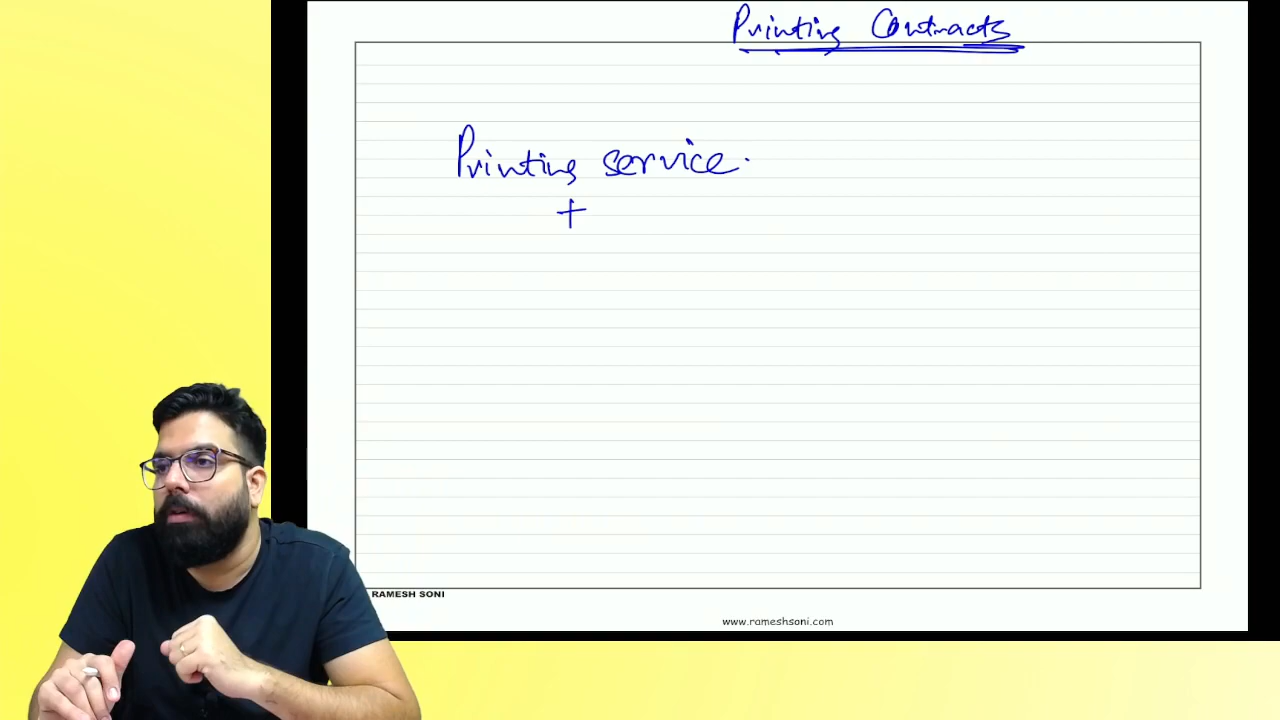 Printing Contracts
Printing service.
+
RAMESH SONI
www.rameshsoni.com